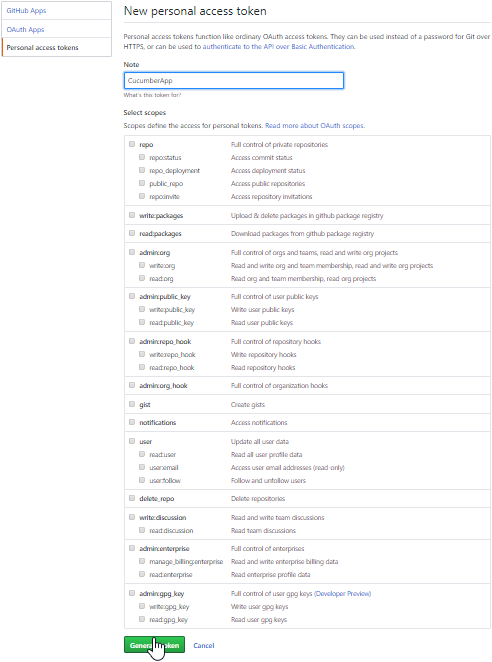 GitHub Apps
OAuth Apps
Personal access tokens
New personal access token
Personal access tokens function like ordinary OAuth access tokens. They can be used instead of a password for Git over
HTTPS, or can be used to authenticate to the API over Basic Authentication.
Note
CucumberApp
What's this token for?
Select scopes
Scopes define the access for personal tokens. Read more about OAuth scopes.
repo Full control of private repositories
repo:status Access commit status
repo_deployment Access deployment status
public_repo Access public repositories
repo:invite Access repository invitations
write:packages Upload & delete packages in github package registry
read:packages Download packages from github package registry
admin:org Full control of orgs and teams, read and write org projects
write:org Read and write org and team membership, read and write org projects
read:org Read org and team membership, read org projects
admin:public_key Full control of user public keys
write:public_key Write user public keys
read:public_key Read user public keys
admin:repo_hook Full control of repository hooks
write:repo_hook Write repository hooks
read:repo_hook Read repository hooks
admin:org_hook Full control of organization hooks
gist Create gists
notifications Access notifications
user Update all user data
read:user Read all user profile data
user:email Access user email addresses (read-only)
user:follow Follow and unfollow users
delete_repo Delete repositories
write:discussion Read and write team discussions
read:discussion Read team discussions
admin:enterprise Full control of enterprises
manage_billing:enterprise Read and write enterprise billing data
read:enterprise Read enterprise profile data
admin:gpg_key Full control of user gpg keys (Developer Preview)
write:gpg_key Write user gpg keys
read:gpg_key Read user gpg keys
Generate token Cancel